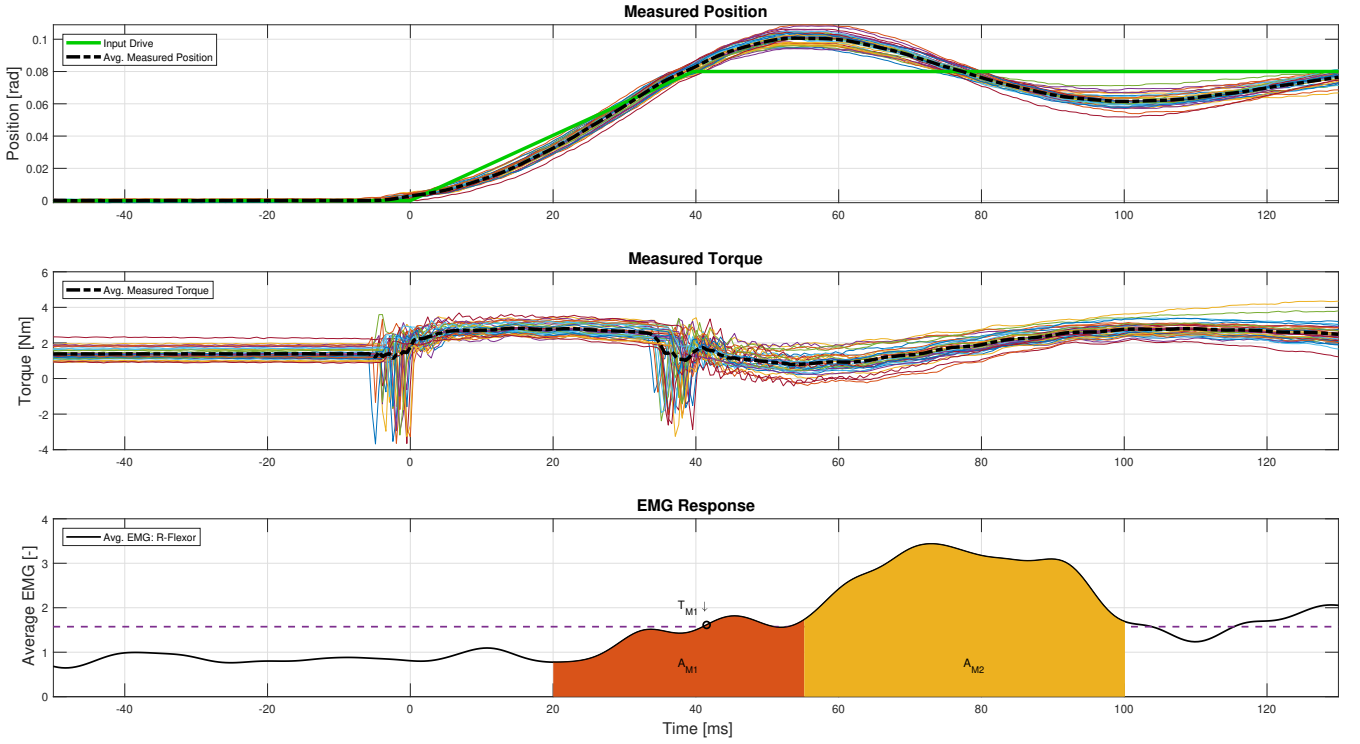 Measured Position
Position [rad]
Input Drive
Avg. Measured Position
0.1
0.08
0.06
0.04
0.02
0
-40 -20 0 20 40 60 80 100 120
Measured Torque
Torque [Nm]
Avg. Measured Torque
6
4
2
0
-2
-4
-40 -20 0 20 40 60 80 100 120
EMG Response
Average EMG [-]
Avg. EMG: R-Flexor
4
3
2
1
0
T_M1 ↓
A_M1
A_M2
-40 -20 0 20 40 60 80 100 120
Time [ms]